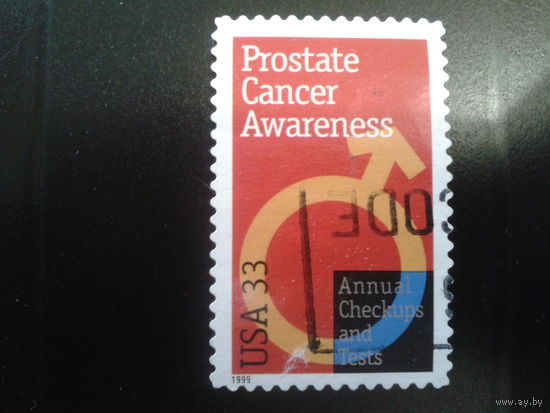 Prostate
Cancer
Awareness
Annual
Checkups
and
Tests
USA 33
1999
www.ay.by